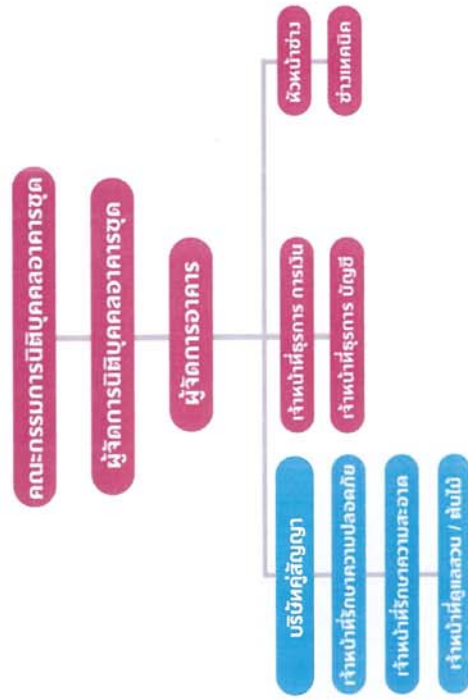 คณะกรรมการนิติบุคคลอาคารชุด
ผู้จัดการนิติบุคคลอาคารชุด
ผู้จัดการอาคาร
บริษัทคู่สัญญา
เจ้าหน้าที่รักษาความปลอดภัย
เจ้าหน้าที่รักษาความสะอาด
เจ้าหน้าที่ดูแลสวน / ต้นไม้
เจ้าหน้าที่ธุรการ การเงิน
เจ้าหน้าที่ธุรการ บัญชี
หัวหน้าช่าง
ช่างเทคนิค